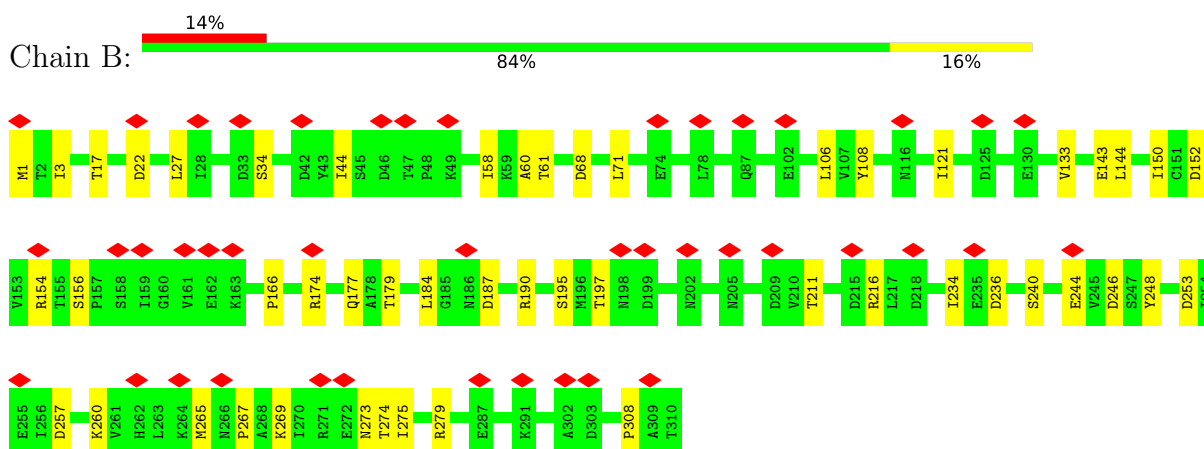 14%
Chain B:
84% 16%
M1 T2 I3 T17 D22 L27 I28 D33 S34 D42 Y43 I44 S45 D46 T47 P48 K49 I58 K59 A60 T61 D68 L71 E74 L78 Q87 E102 L106 V107 Y108 N116 I121 D125 E130 V133 E143 L144 I150 C151 D152
V153 R154 T155 S156 P157 S158 I159 G160 V161 E162 K163 P166 R174 Q177 A178 T179 L184 G185 N186 D187 R190 S195 M196 T197 N198 D199 N202 N205 D209 V210 T211 D215 R216 L217 D218 I234 E235 D236 S240 E244 V245 D246 S247 Y248 D253
E255 I256 D257 K260 V261 H262 L263 K264 M265 N266 P267 A268 K269 I270 R271 E272 N273 T274 I275 R279 E287 K291 A302 D303 P308 A309 T310